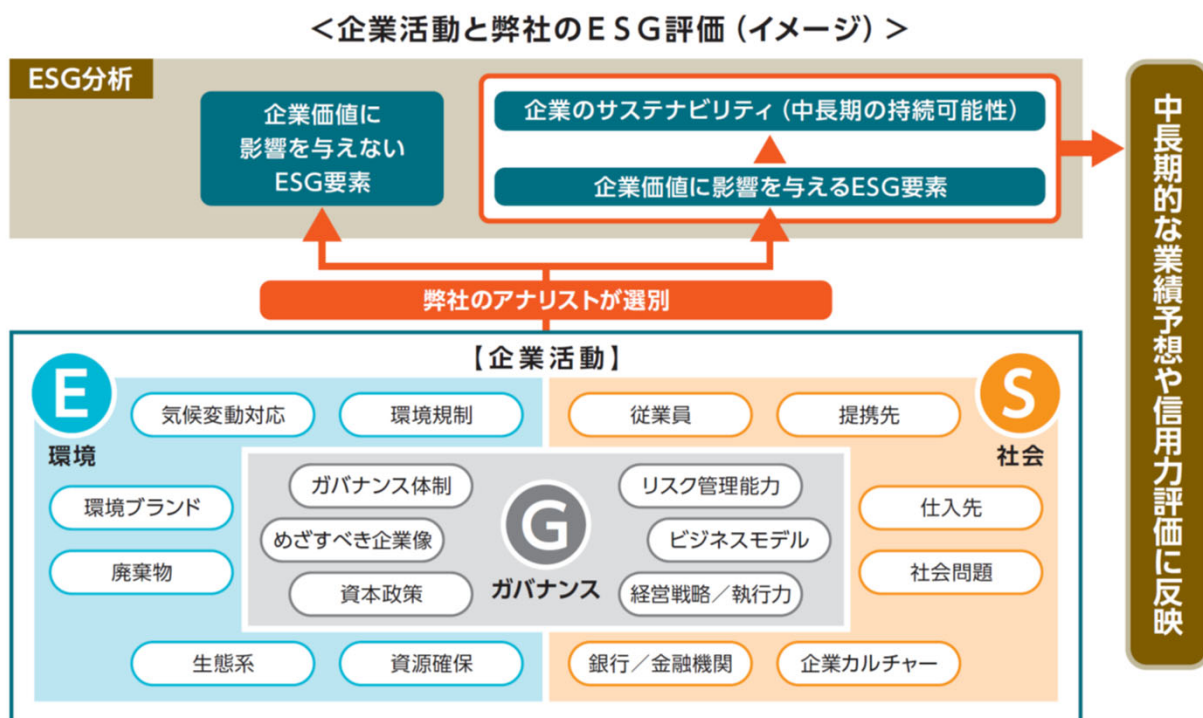 ＜企業活動と弊社のＥＳＧ評価（イメージ）＞
ESG分析
企業価値に
影響を与えない
ESG要素
企業のサステナビリティ（中長期の持続可能性）
企業価値に影響を与えるESG要素
中長期的な業績予想や信用力評価に反映
弊社のアナリストが選別
【企業活動】
E
環境
気候変動対応
環境規制
環境ブランド
廃棄物
生態系
資源確保
G
ガバナンス
ガバナンス体制
めざすべき企業像
資本政策
リスク管理能力
ビジネスモデル
経営戦略／執行力
S
社会
従業員
提携先
仕入先
社会問題
銀行／金融機関
企業カルチャー